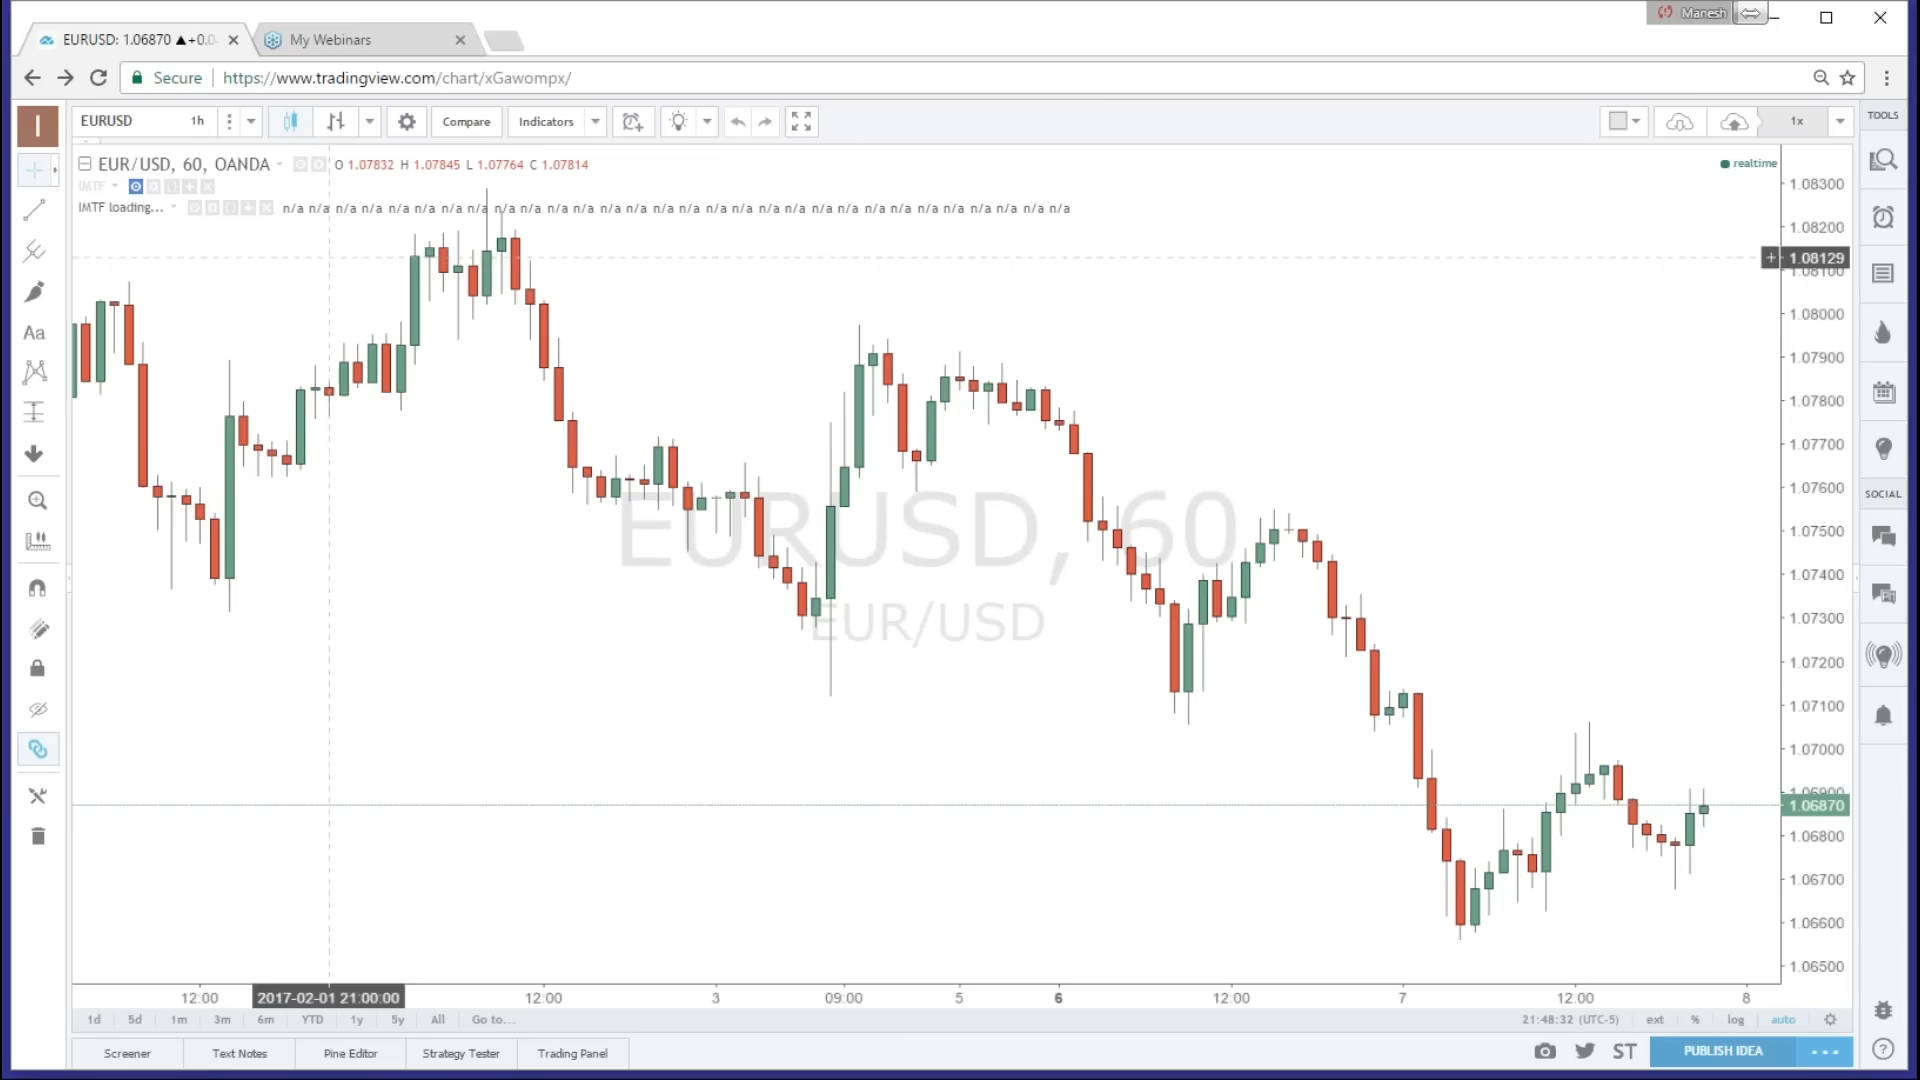 Manesh
EURUSD: 1.06870 ▲+0.0
My Webinars
Secure https://www.tradingview.com/chart/xGawompx/
EURUSD 1h Compare Indicators 1x TOOLS
EUR/USD, 60, OANDA O 1.07832 H 1.07845 L 1.07764 C 1.07814 realtime
IMTF
IMTF loading... n/a n/a n/a n/a n/a n/a n/a n/a n/a n/a n/a n/a n/a n/a n/a n/a n/a n/a n/a n/a n/a n/a n/a n/a n/a n/a n/a n/a n/a n/a
1.08300
1.08200
+ 1.08129
1.08100
1.08000
1.07900
Aa
1.07800
1.07700
1.07600
SOCIAL
EURUSD, 60
1.07500
1.07400
1.07300
EUR/USD
1.07200
1.07100
1.07000
1.06900
1.06870
1.06800
1.06700
1.06600
1.06500
12:00 2017-02-01 21:00:00 12:00 3 09:00 5 6 12:00 7 12:00 8
1d 5d 1m 3m 6m YTD 1y 5y All Go to... 21:48:32 (UTC-5) ext % log auto
Screener Text Notes Pine Editor Strategy Tester Trading Panel ST PUBLISH IDEA ...